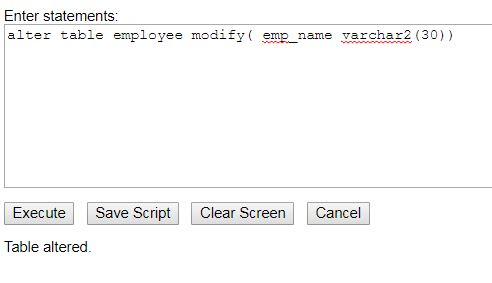 Enter statements:
alter table employee modify( emp_name varchar2(30))
Execute Save Script Clear Screen Cancel
Table altered.